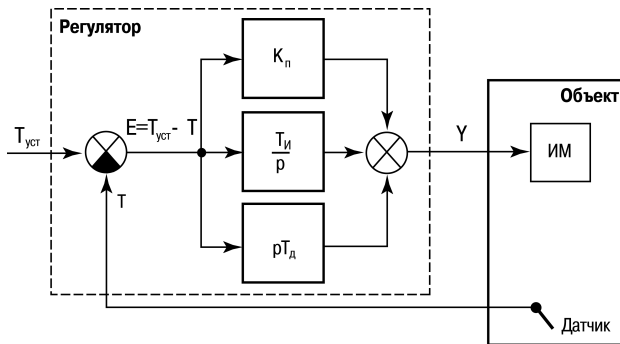 Регулятор
Kп
Объект
Tуст
E=Tуст- T
TИ
p
Y
ИМ
T
pTд
Датчик